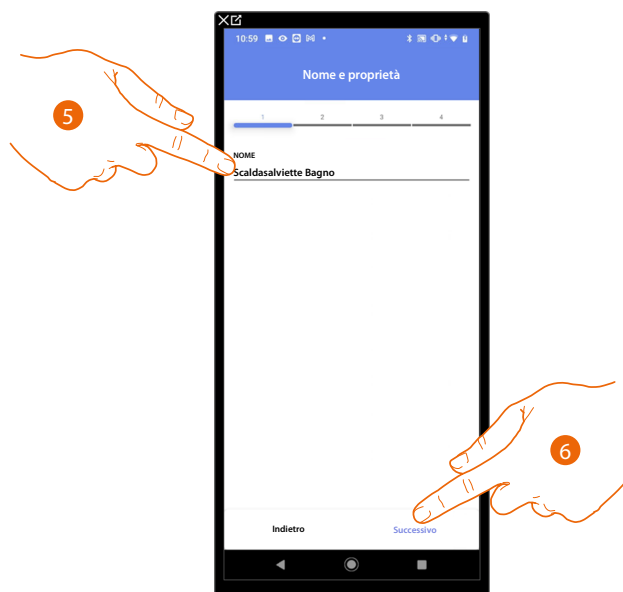 10:59
Nome e proprietà
1 2 3 4
5
NOME
Scaldasalviette Bagno
6
Indietro Successivo